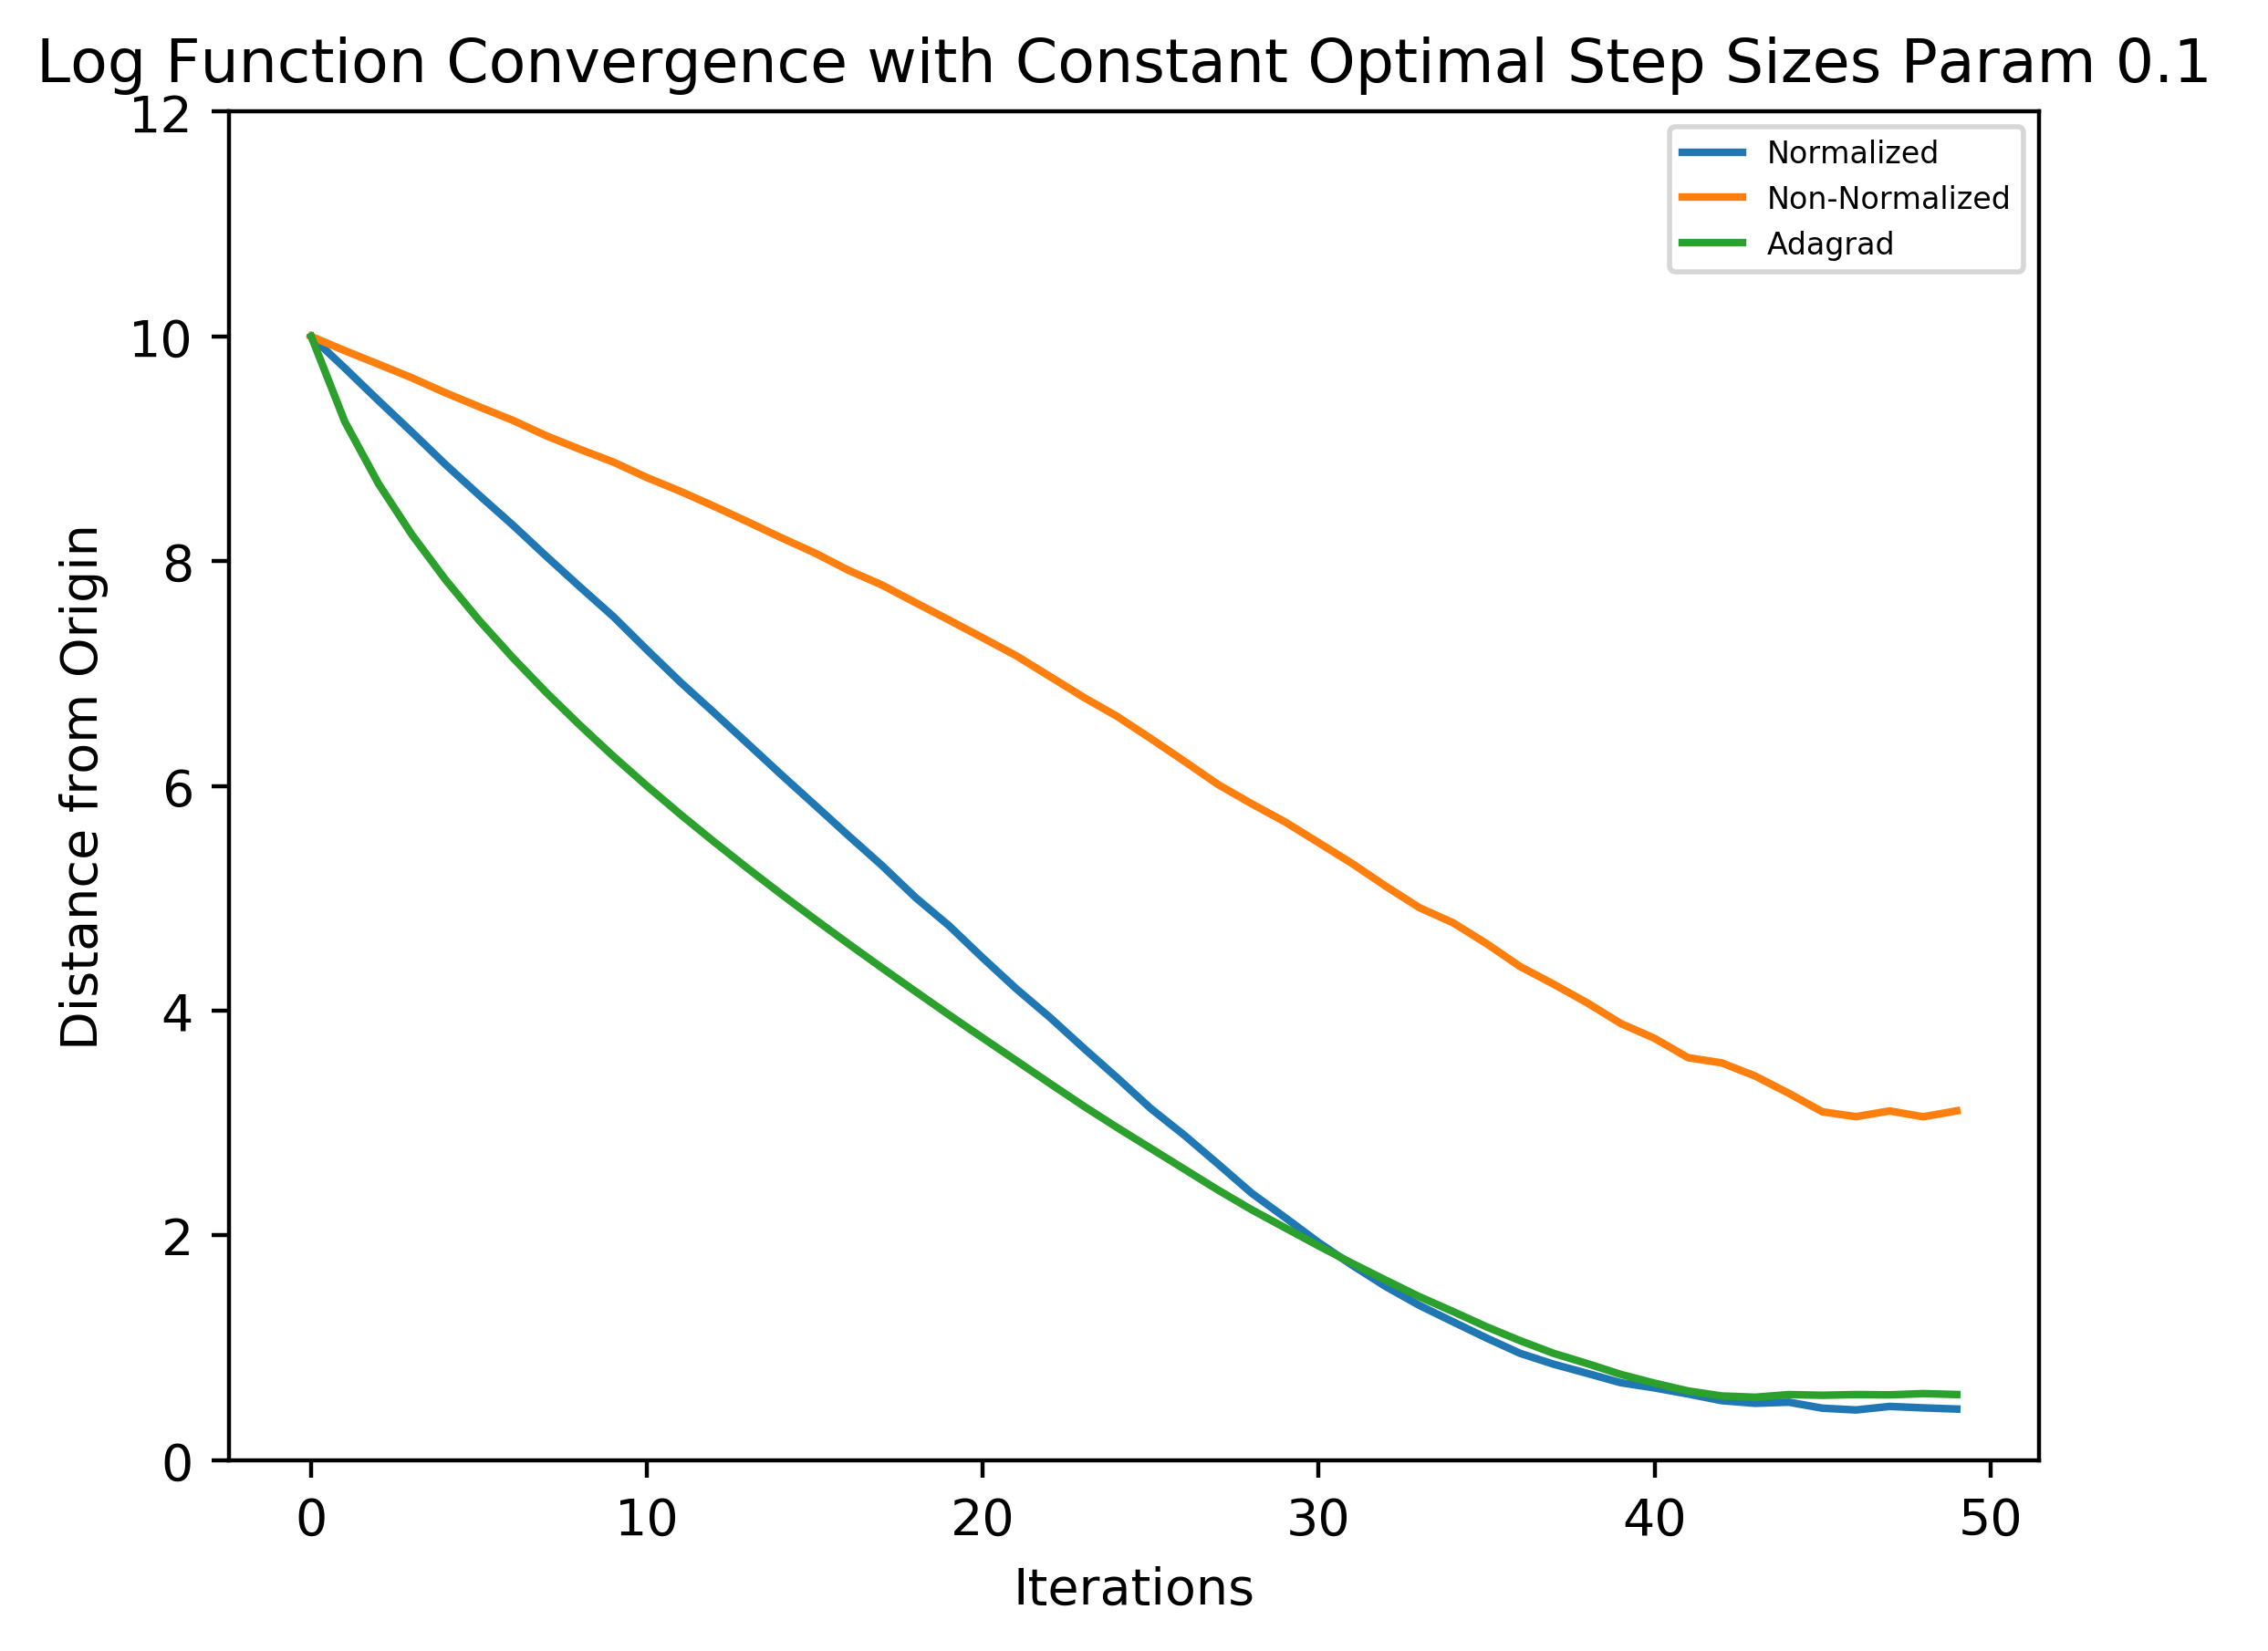 Log Function Convergence with Constant Optimal Step Sizes Param 0.1
Normalized
Non-Normalized
Adagrad
Distance from Origin
12
10
8
6
4
2
0
0 10 20 30 40 50
Iterations